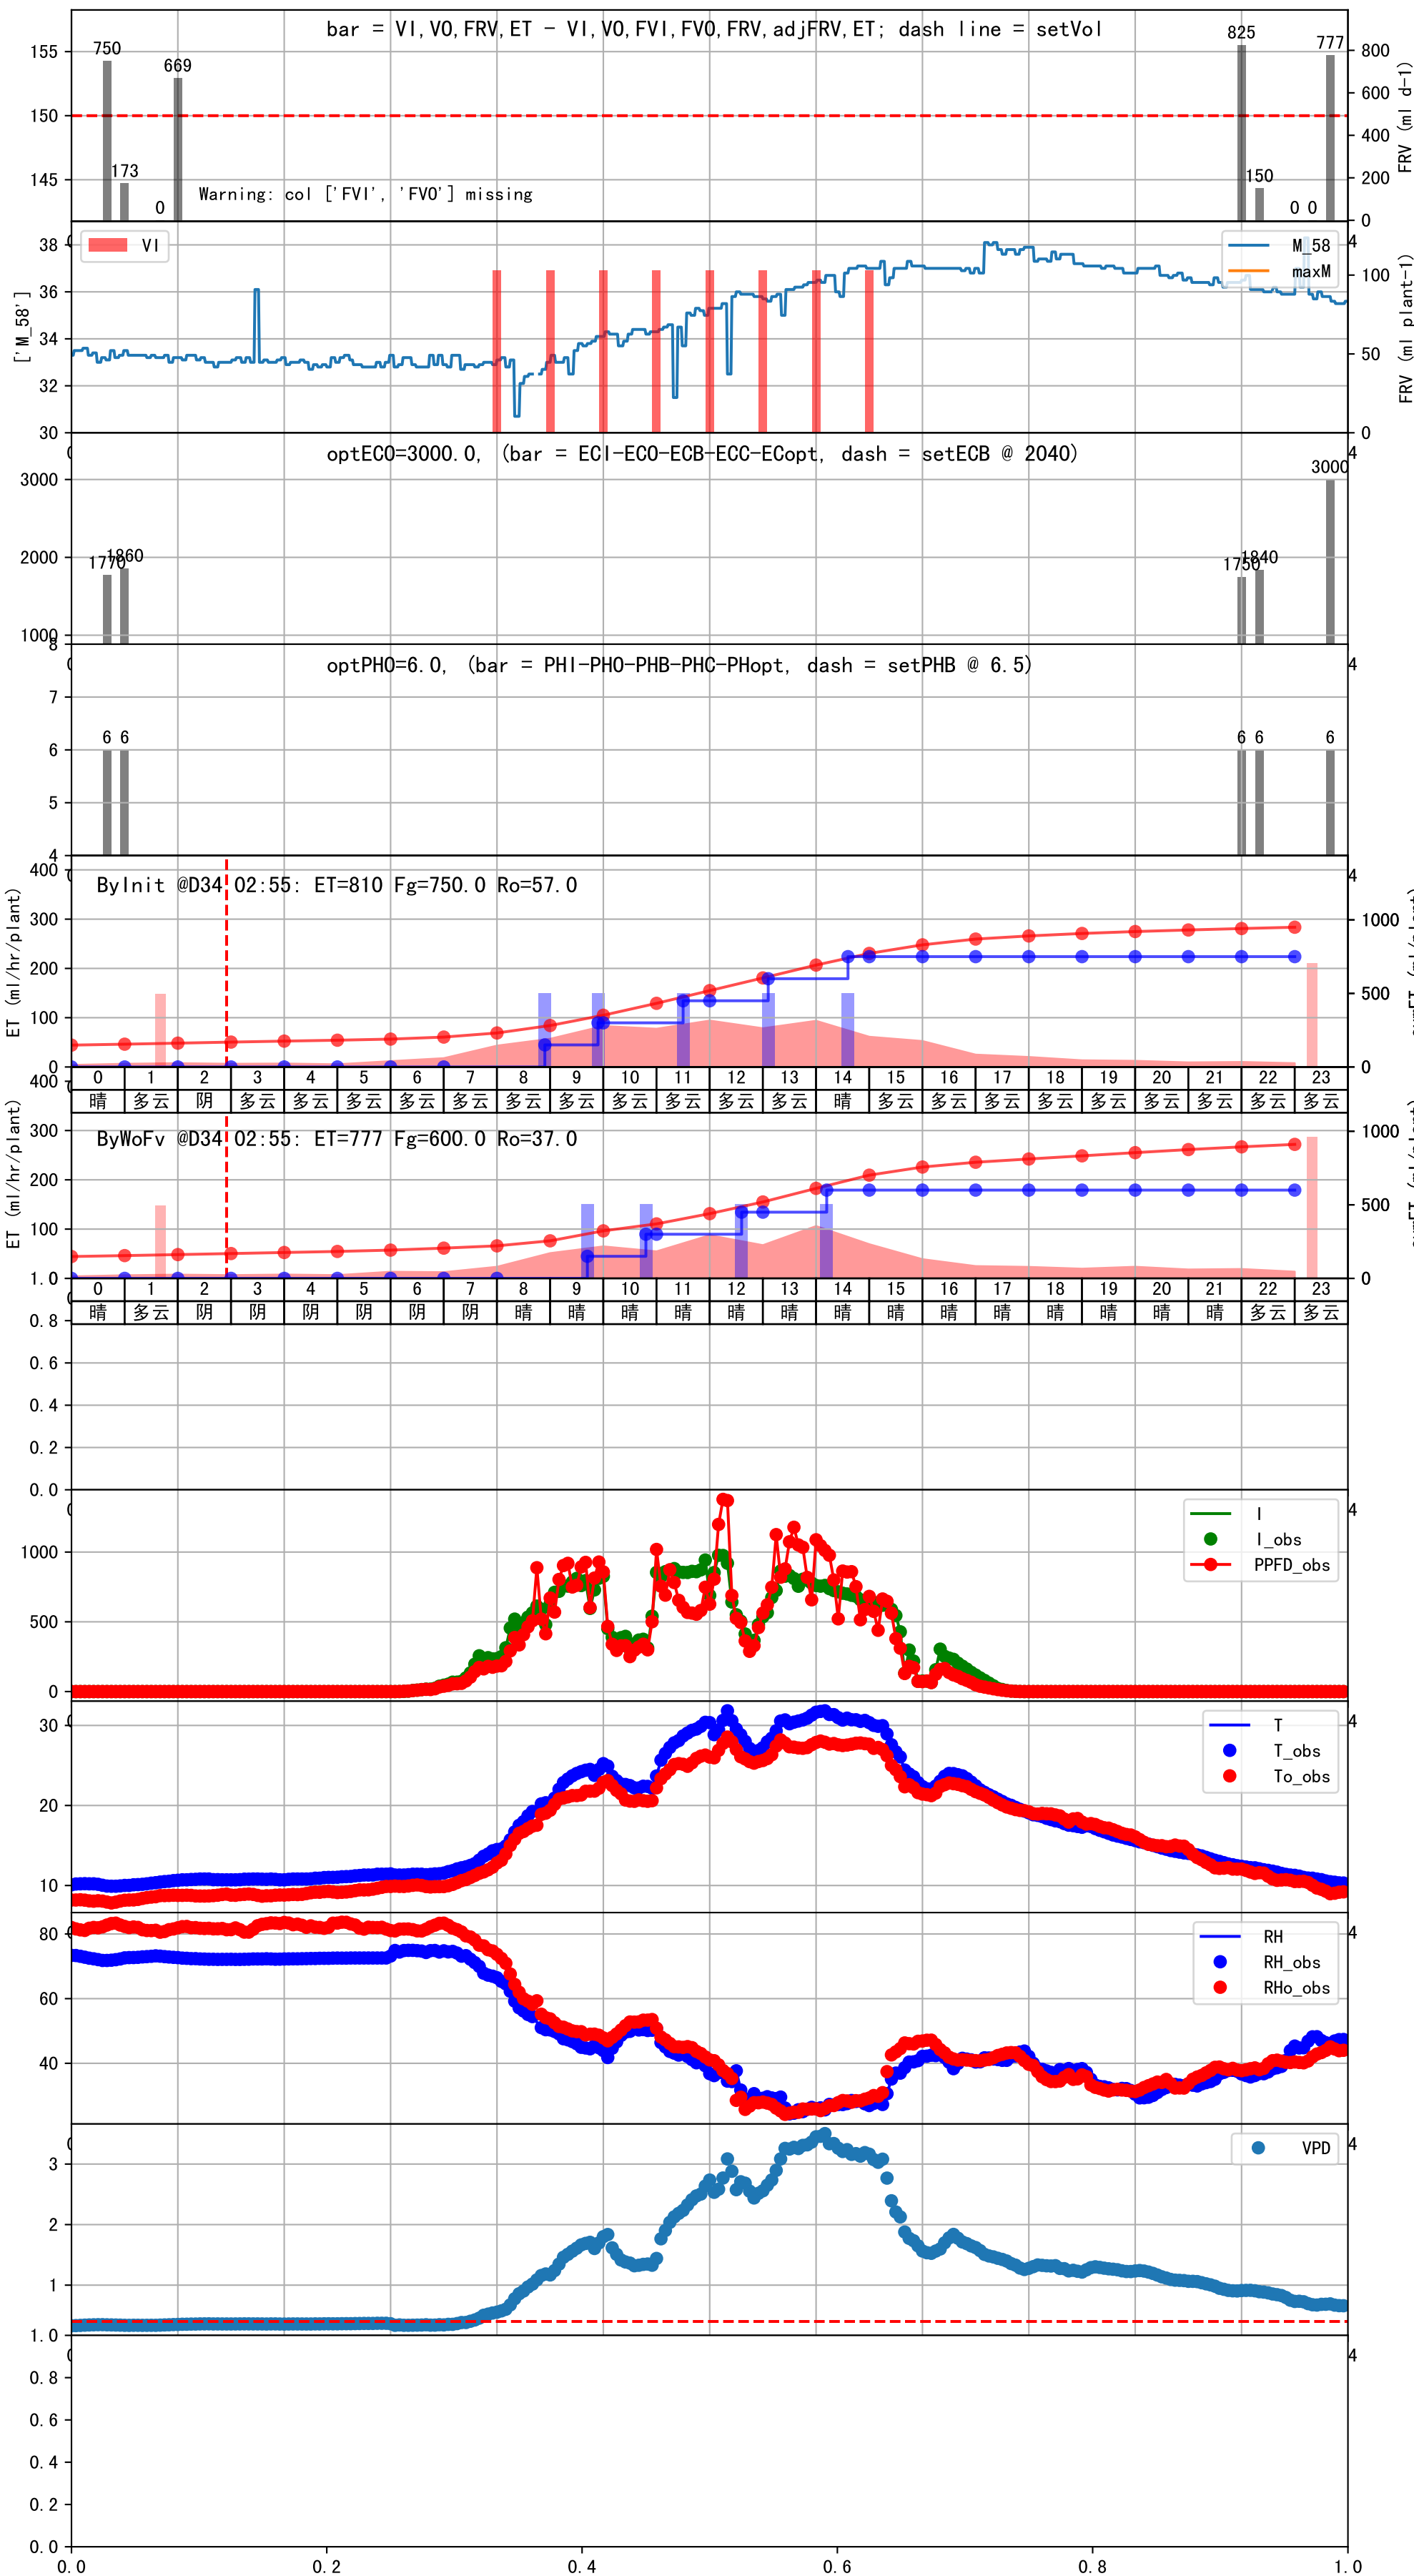 bar = VI,VO,FRV,ET - VI,VO,FVI,FVO,FRV,adjFRV,ET; dash line = setVol
155
150
145
750
173
0
669
825
150
0 0
777
Warning: col ['FVI', 'FVO'] missing
800
600
400
200
0
FRV (ml d-1)
VI
M_58
maxM
['M_58']
38
36
34
32
30
100
50
0
FRV (ml plant-1)
optECO=3000.0, (bar = ECI-ECO-ECB-ECC-ECopt, dash = setECB @ 2040)
3000
2000
1000
1770
1860
1750
1840
3000
optPHO=6.0, (bar = PHI-PHO-PHB-PHC-PHopt, dash = setPHB @ 6.5)
8
7
6
5
4
6 6
6 6
6
ByInit @D34 02:55: ET=810 Fg=750.0 Ro=57.0
ET (ml/hr/plant)
400
300
200
100
0
1000
500
0
0 1 2 3 4 5 6 7 8 9 10 11 12 13 14 15 16 17 18 19 20 21 22 23
晴 多云 阴 多云 多云 多云 多云 多云 多云 多云 多云 多云 多云 多云 晴 多云 多云 多云 多云 多云 多云 多云 多云 多云
ByWoFv @D34 02:55: ET=777 Fg=600.0 Ro=37.0
ET (ml/hr/plant)
400
300
200
100
1000
500
0
0 1 2 3 4 5 6 7 8 9 10 11 12 13 14 15 16 17 18 19 20 21 22 23
晴 多云 阴 阴 阴 阴 阴 阴 晴 晴 晴 晴 晴 晴 晴 晴 晴 晴 晴 晴 晴 晴 多云 多云
1.0
0.8
0.6
0.4
0.2
0.0
I
I_obs
PPFD_obs
1000
500
0
T
T_obs
To_obs
30
20
10
RH
RH_obs
RHo_obs
80
60
40
VPD
3
2
1
1.0
0.8
0.6
0.4
0.2
0.0
0.0 0.2 0.4 0.6 0.8 1.0